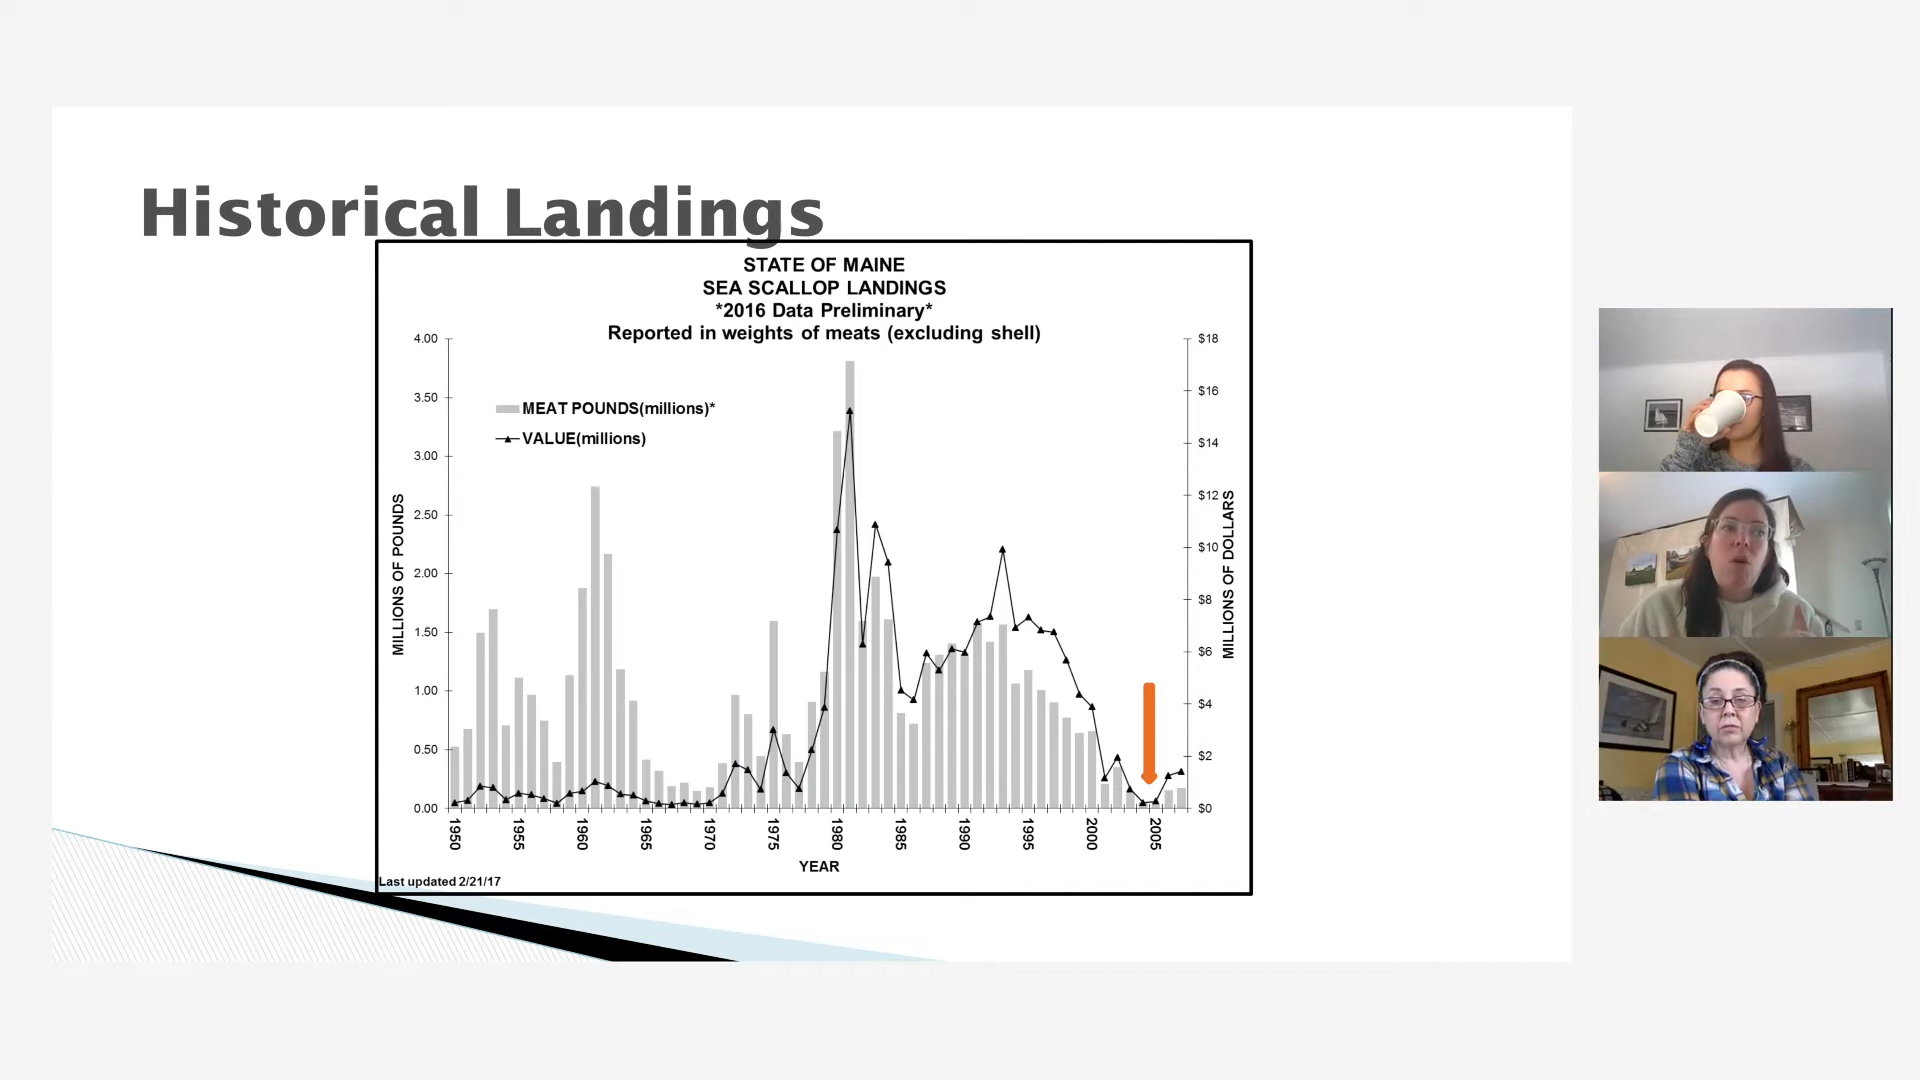 Historical Landings
STATE OF MAINE
SEA SCALLOP LANDINGS
*2016 Data Preliminary*
Reported in weights of meats (excluding shell)
4.00
3.50
3.00
2.50
2.00
1.50
1.00
0.50
0.00
MILLIONS OF POUNDS
MEAT POUNDS(millions)*
VALUE(millions)
$18
$16
$14
$12
$10
$8
$6
$4
$2
$0
MILLIONS OF DOLLARS
1950
1955
1960
1965
1970
1975
1980
1985
1990
1995
2000
2005
YEAR
Last updated 2/21/17